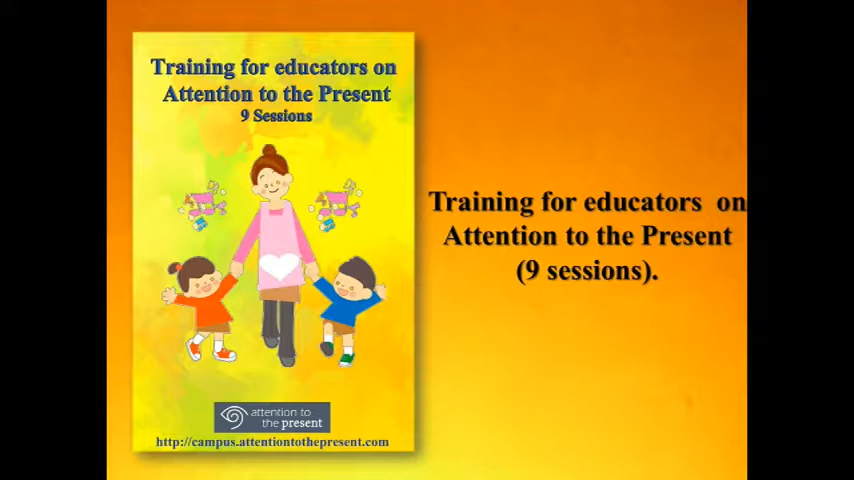 Training for educators on
Attention to the Present
9 Sessions
attention to
the present
http://campus.attentiontothepresent.com
Training for educators on
Attention to the Present
(9 sessions).